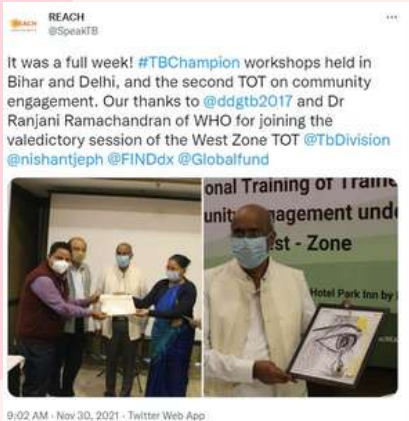 REACH
@SpeakTB
It was a full week! #TBChampion workshops held in
Bihar and Delhi, and the second TOT on community
engagement. Our thanks to @ddgtb2017 and Dr
Ranjani Ramachandran of WHO for joining the
valedictory session of the West Zone TOT @TbDivision
@nishantjeph @FINDdx @Globalfund
onal Training of Traine
unity ngagement unde
st - Zone
Hotel Park Inn by
9:02 AM · Nov 30, 2021 · Twitter Web App